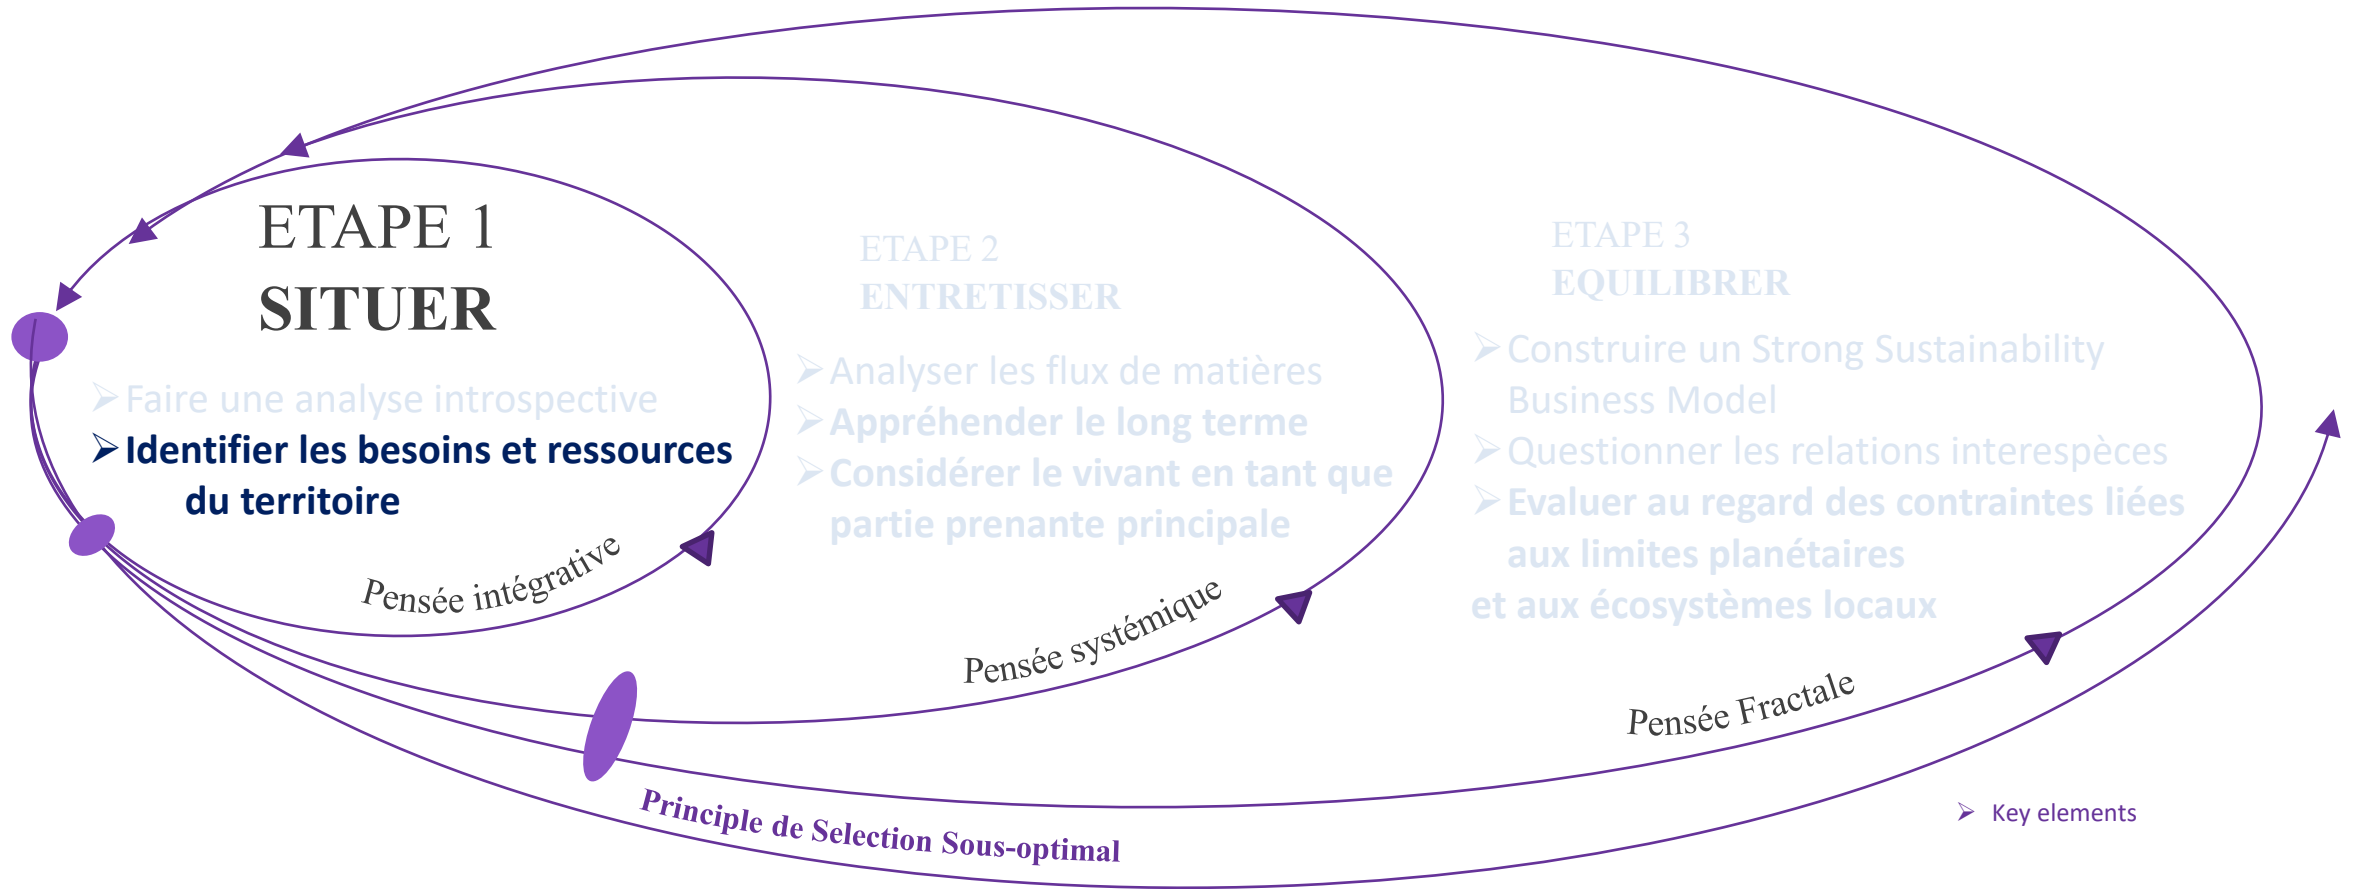 ETAPE 1
SITUER
➢ Faire une analyse introspective
➢ Identifier les besoins et ressources
du territoire
Pensée intégrative
ETAPE 2
ENTRETISSER
➢ Analyser les flux de matières
➢ Appréhender le long terme
➢ Considérer le vivant en tant que
partie prenante principale
Pensée systémique
ETAPE 3
EQUILIBRER
➢ Construire un Strong Sustainability
Business Model
➢ Questionner les relations interespèces
➢ Evaluer au regard des contraintes liées
aux limites planétaires
et aux écosystèmes locaux
Pensée Fractale
Principle de Selection Sous-optimal
➢ Key elements